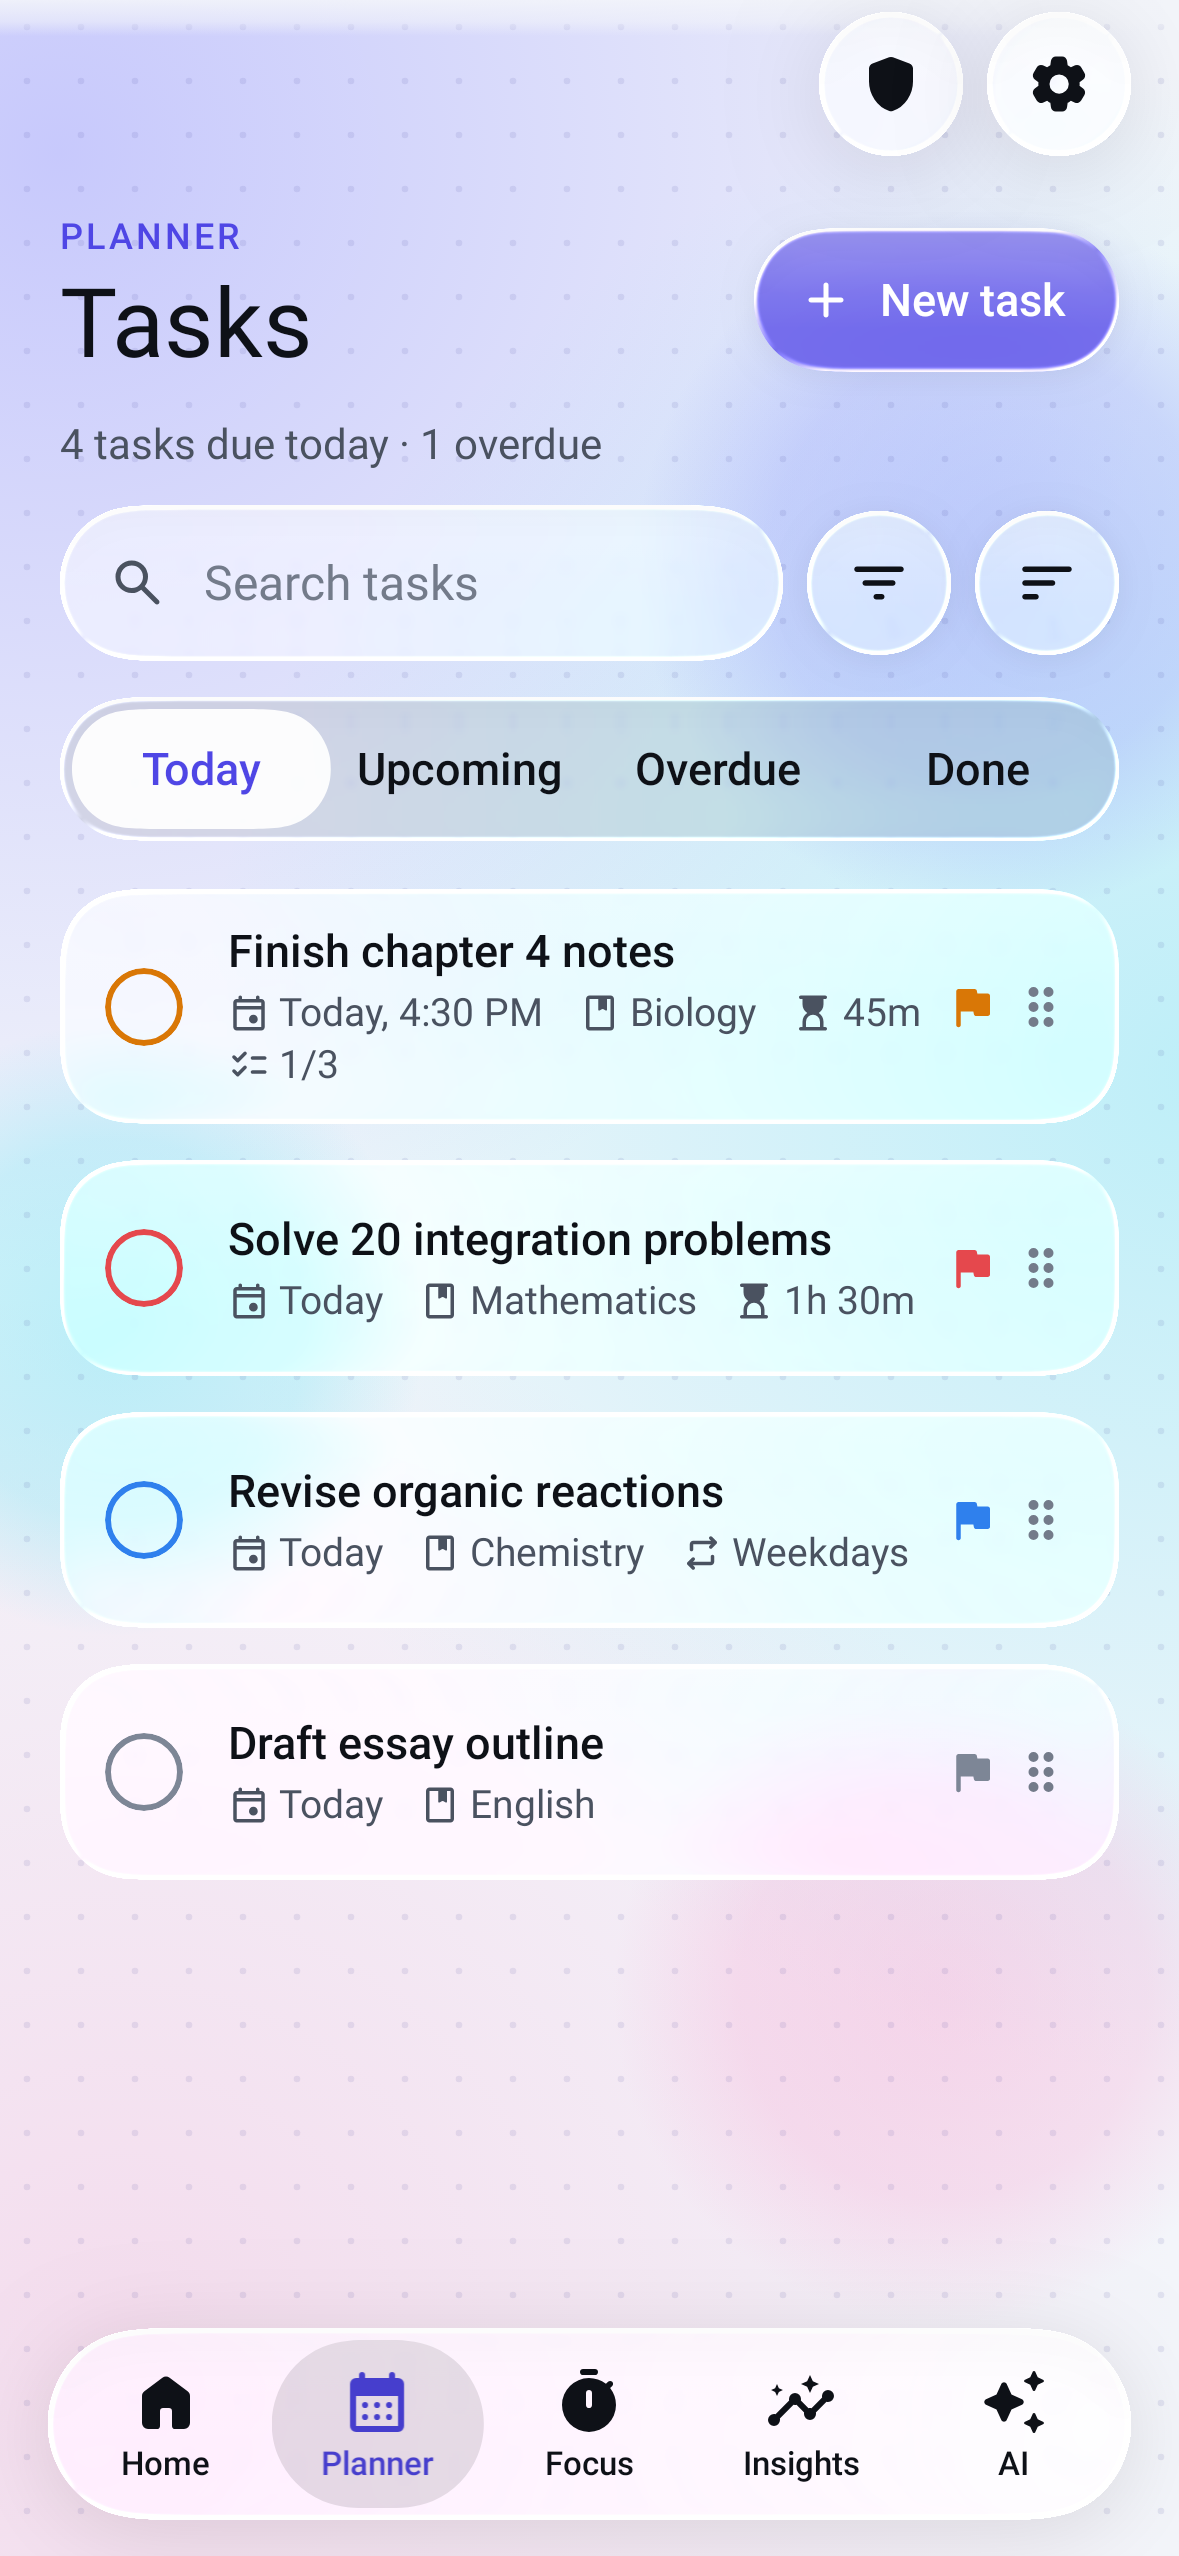 PLANNER
Tasks
New task
4 tasks due today · 1 overdue
Search tasks
Today Upcoming Overdue Done
Finish chapter 4 notes
Today, 4:30 PM Biology 45m
1/3
Solve 20 integration problems
Today Mathematics 1h 30m
Revise organic reactions
Today Chemistry Weekdays
Draft essay outline
Today English
Home Planner Focus Insights AI